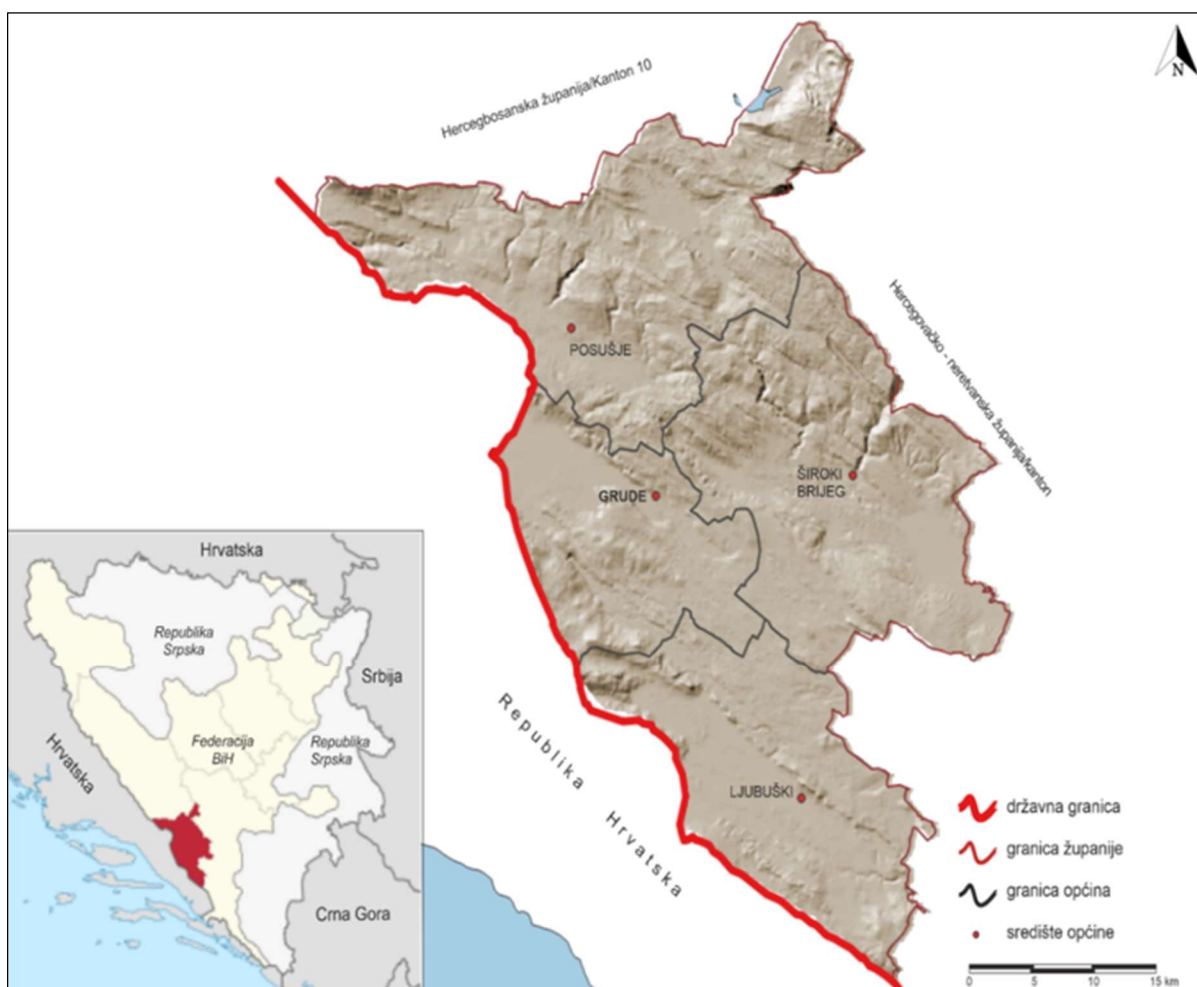 Hercegbosanska županija/Kanton 10
N
Hercegovačko - neretvanska županija/kanton
POSUŠJE
ŠIROKI
BRIJEG
GRUDE
LJUBUŠKI
Republika Hrvatska
Hrvatska
Republika
Srpska
Srbija
Federacija
BiH
Republika
Srpska
Hrvatska
Crna Gora
državna granica
granica županije
granica općina
središte općine
0 5 10 15 km